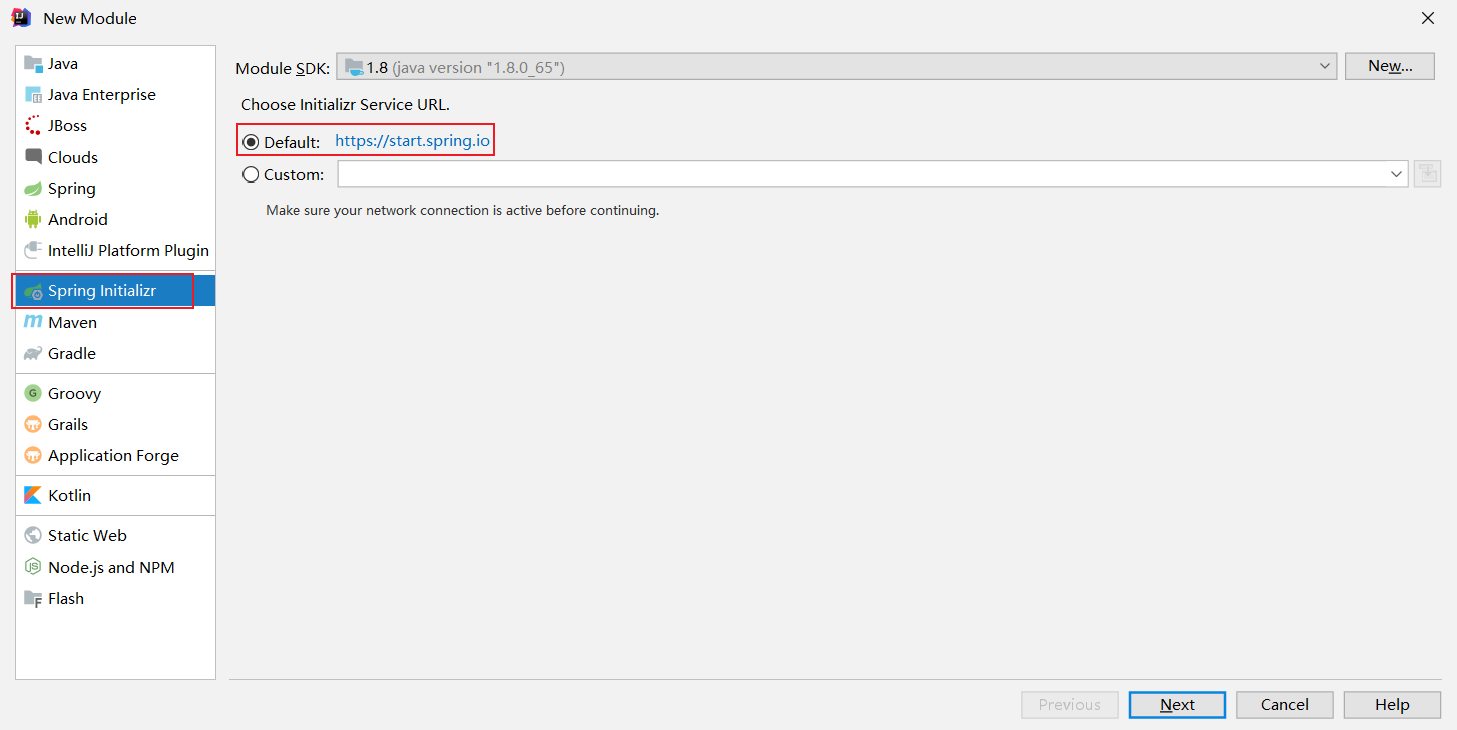 New Module
Java
Java Enterprise
JBoss
Clouds
Spring
Android
IntelliJ Platform Plugin
Spring Initializr
Maven
Gradle
Groovy
Grails
Application Forge
Kotlin
Static Web
Node.js and NPM
Flash
Module SDK: 1.8 (java version "1.8.0_65") New...
Choose Initializr Service URL.
Default: https://start.spring.io
Custom:
Make sure your network connection is active before continuing.
Previous Next Cancel Help